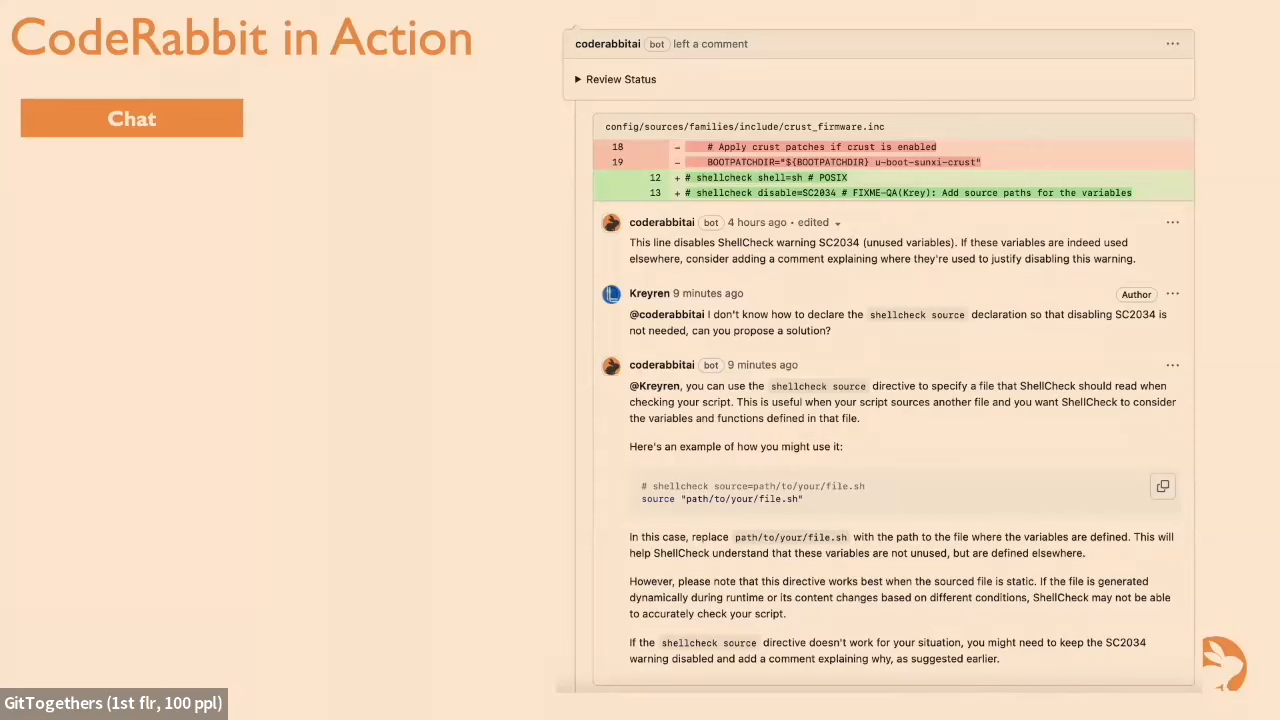 CodeRabbit in Action
Chat
coderabbitai bot left a comment
Review Status
config/sources/families/include/crust_firmware.inc
18 - # Apply crust patches if crust is enabled
19 - BOOTPATCHDIR="${BOOTPATCHDIR} u-boot-sunxi-crust"
12 + # shellcheck shell=sh # POSIX
13 + # shellcheck disable=SC2034 # FIXME-QA(Krey): Add source paths for the variables
coderabbitai bot 4 hours ago • edited
This line disables ShellCheck warning SC2034 (unused variables). If these variables are indeed used
elsewhere, consider adding a comment explaining where they're used to justify disabling this warning.
Kreyren 9 minutes ago Author
@coderabbitai I don't know how to declare the shellcheck source declaration so that disabling SC2034 is
not needed, can you propose a solution?
coderabbitai bot 9 minutes ago
@Kreyren, you can use the shellcheck source directive to specify a file that ShellCheck should read when
checking your script. This is useful when your script sources another file and you want ShellCheck to consider
the variables and functions defined in that file.
Here's an example of how you might use it:
# shellcheck source=path/to/your/file.sh
source "path/to/your/file.sh"
In this case, replace path/to/your/file.sh with the path to the file where the variables are defined. This will
help ShellCheck understand that these variables are not unused, but are defined elsewhere.
However, please note that this directive works best when the sourced file is static. If the file is generated
dynamically during runtime or its content changes based on different conditions, ShellCheck may not be able
to accurately check your script.
If the shellcheck source directive doesn't work for your situation, you might need to keep the SC2034
warning disabled and add a comment explaining why, as suggested earlier.
GitTogethers (1st flr, 100 ppl)